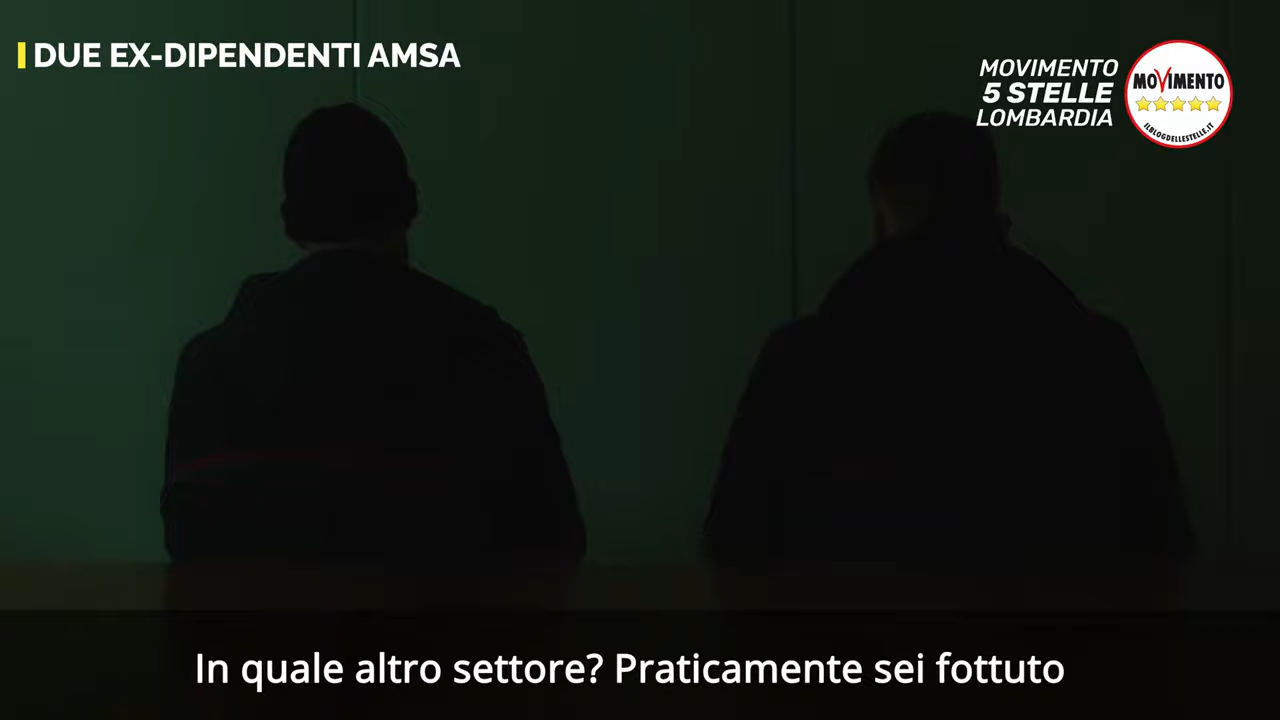 DUE EX-DIPENDENTI AMSA
MOVIMENTO
5 STELLE
LOMBARDIA
MOVIMENTO
ILBLOGDELLESTELLE.IT
In quale altro settore? Praticamente sei fottuto